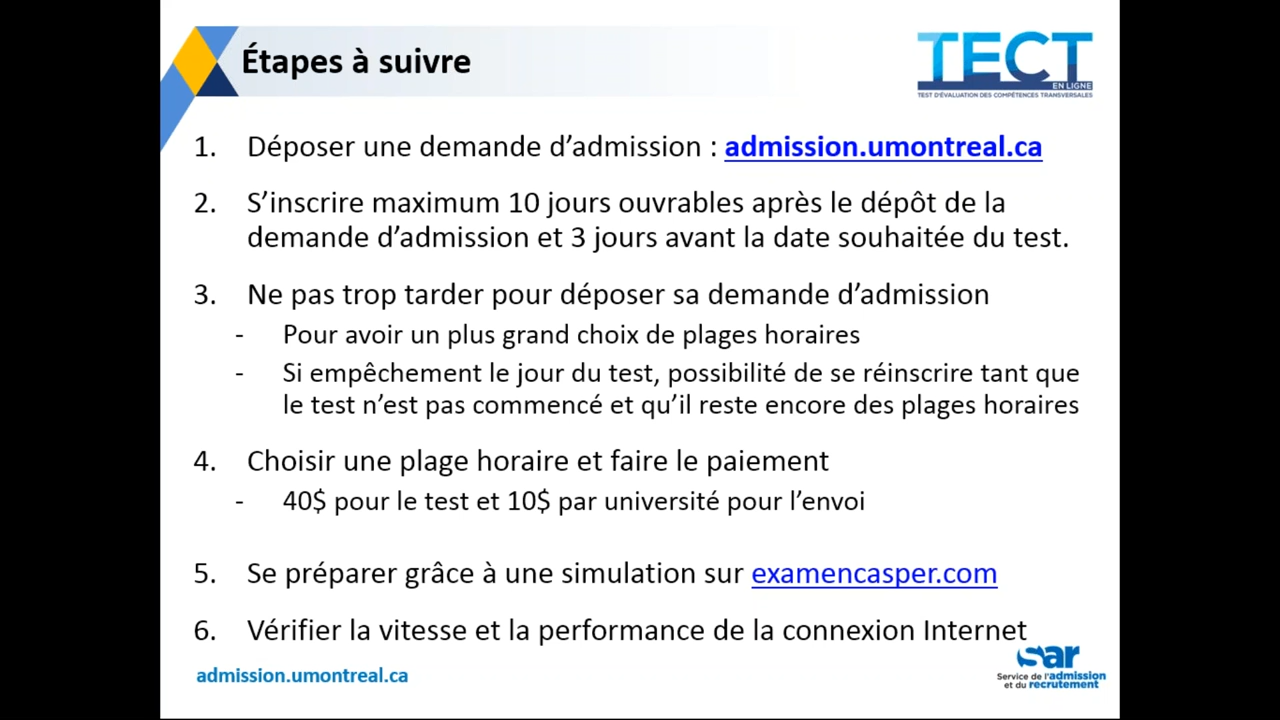 Étapes à suivre
TECT
EN LIGNE
TEST D'ÉVALUATION DES COMPÉTENCES TRANSVERSALES
1. Déposer une demande d'admission : admission.umontreal.ca
2. S'inscrire maximum 10 jours ouvrables après le dépôt de la
demande d'admission et 3 jours avant la date souhaitée du test.
3. Ne pas trop tarder pour déposer sa demande d'admission
- Pour avoir un plus grand choix de plages horaires
- Si empêchement le jour du test, possibilité de se réinscrire tant que
le test n'est pas commencé et qu'il reste encore des plages horaires
4. Choisir une plage horaire et faire le paiement
- 40$ pour le test et 10$ par université pour l'envoi
5. Se préparer grâce à une simulation sur examencasper.com
6. Vérifier la vitesse et la performance de la connexion Internet
admission.umontreal.ca
sar
Service de l'admission
et du recrutement